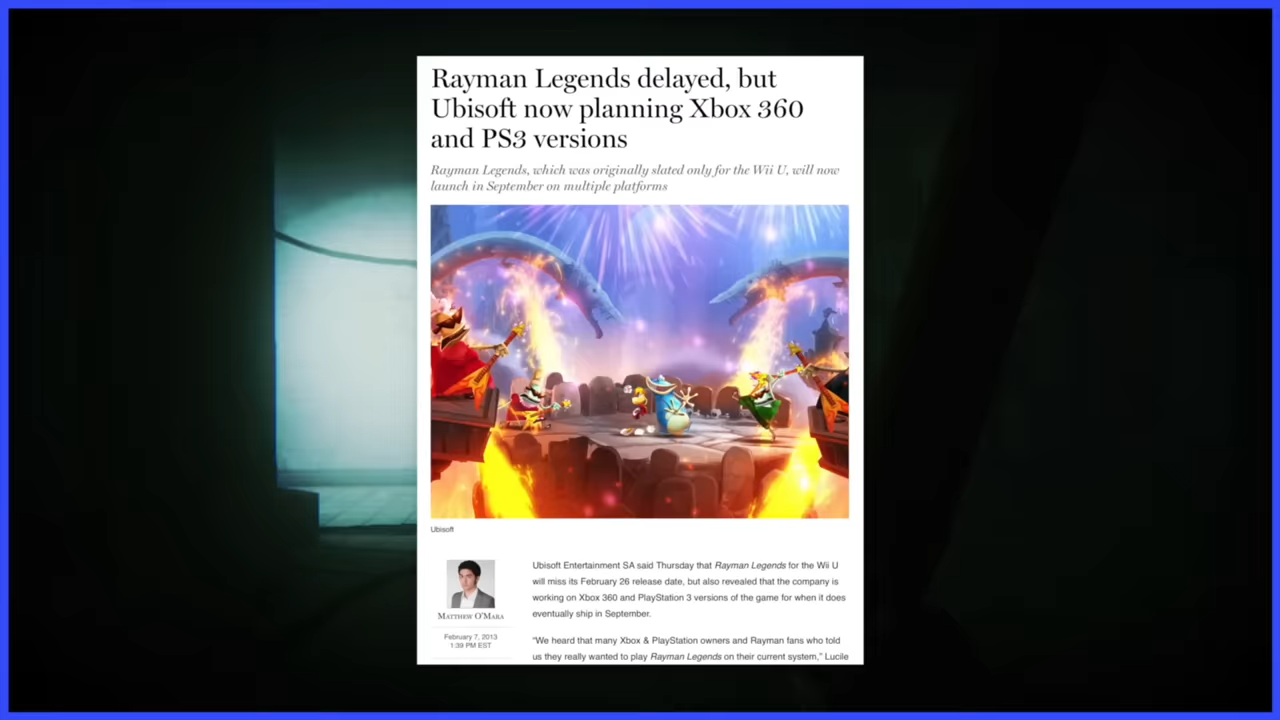 Rayman Legends delayed, but
Ubisoft now planning Xbox 360
and PS3 versions
Rayman Legends, which was originally slated only for the Wii U, will now
launch in September on multiple platforms
Ubisoft
MATTHEW O'MARA
February 7, 2013
1:39 PM EST
Ubisoft Entertainment SA said Thursday that Rayman Legends for the Wii U
will miss its February 26 release date, but also revealed that the company is
working on Xbox 360 and PlayStation 3 versions of the game for when it does
eventually ship in September.
“We heard that many Xbox & PlayStation owners and Rayman fans who told
us they really wanted to play Rayman Legends on their current system,” Lucile